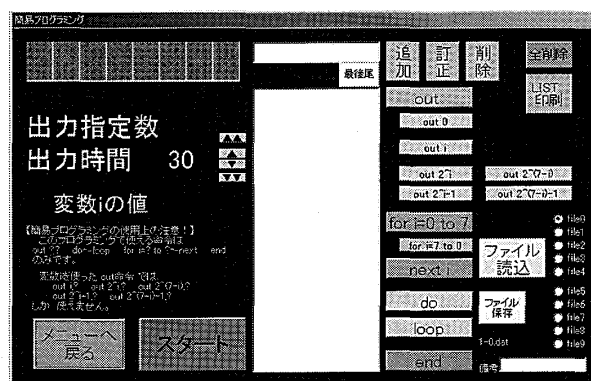 簡易プログラミング
追加
訂正
削除
全削除
最後尾
LIST
印刷
out
out 0
out i
out 2^i
out 2^(7-i)
out 2^i-1
out 2^(7-i)-1
出力指定数
出力時間 30
変数iの値
【簡易プログラミングの使用上の注意!】
このプログラミングで使える命令は
out ?? do~loop for i=? to ?~next end
のみです。
変数iを使った out命令 では、
out i,? out 2^i,? out 2^(7-i),?
out 2^i-1,? out 2^(7-i)-1,?
しか 使えません。
for i=0 to 7
for i=7 to 0
next i
ファイル
読込
do
loop
ファイル
保存
end
file0
file1
file2
file3
file4
file5
file6
file7
file8
file9
1-0.dat
備考
メニューへ
戻る
スタート